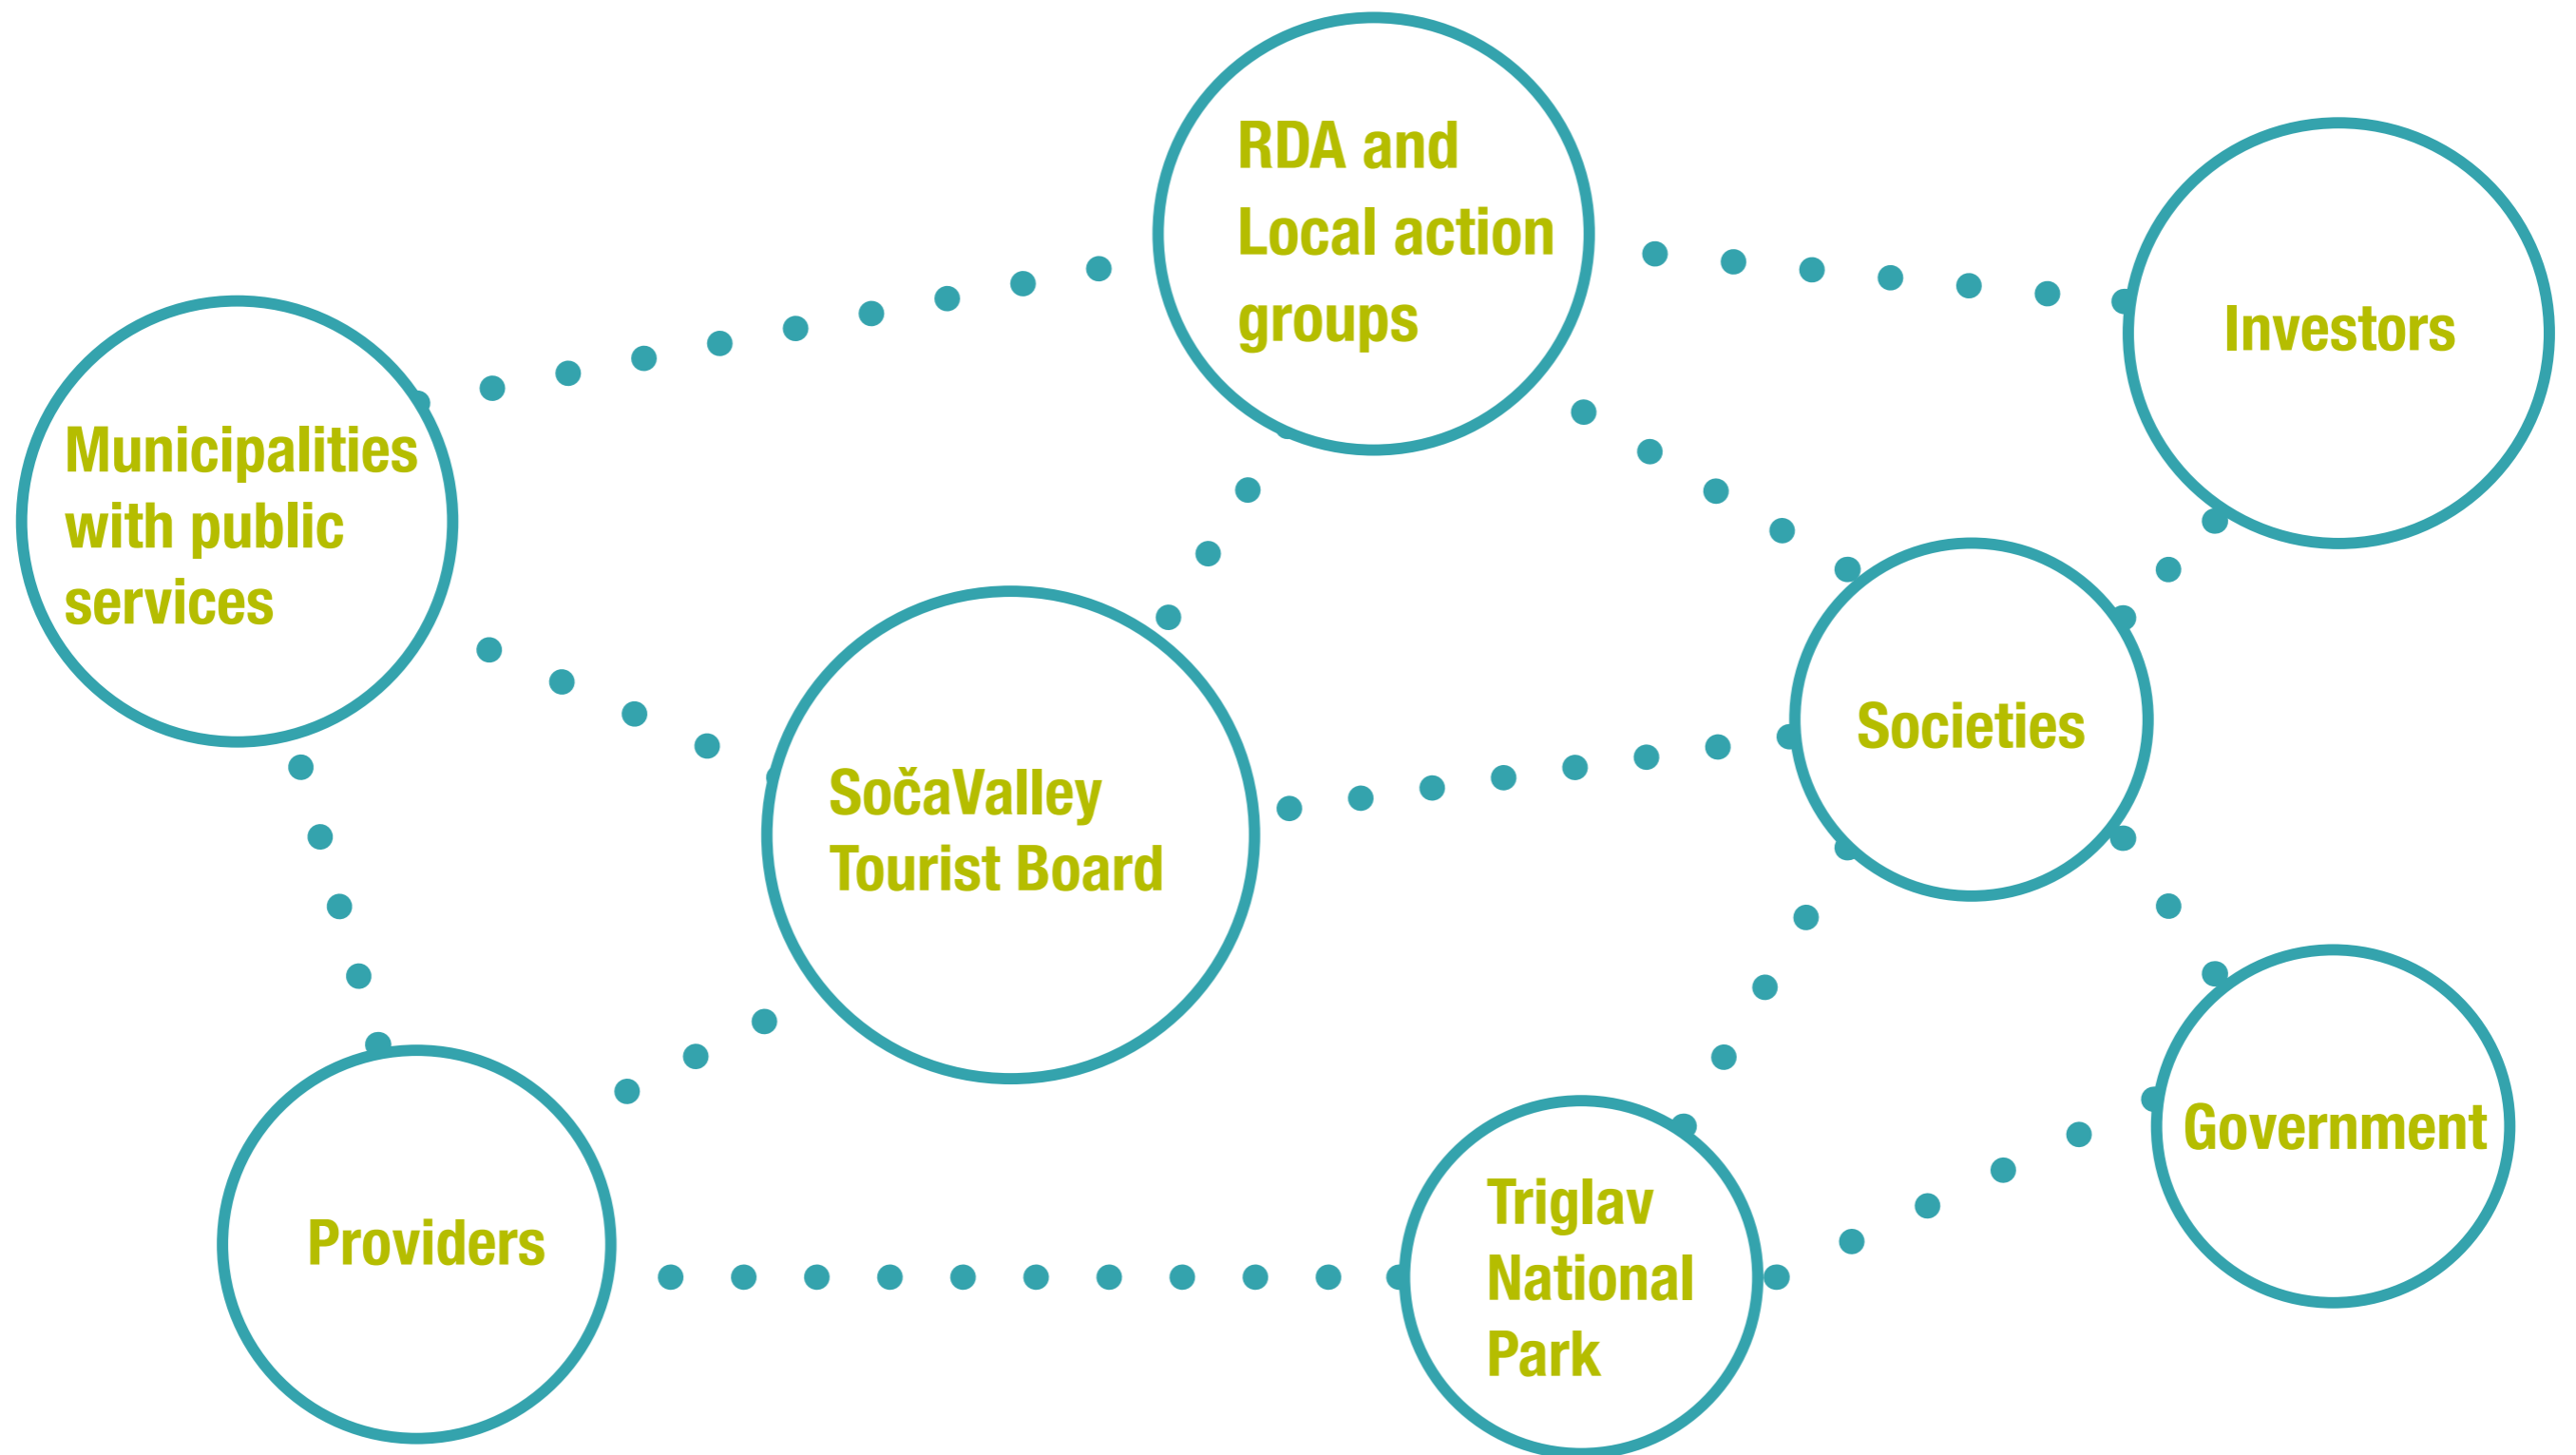 RDA and
Local action
groups
Investors
Municipalities
with public
services
SočaValley
Tourist Board
Societies
Providers
Triglav
National
Park
Government